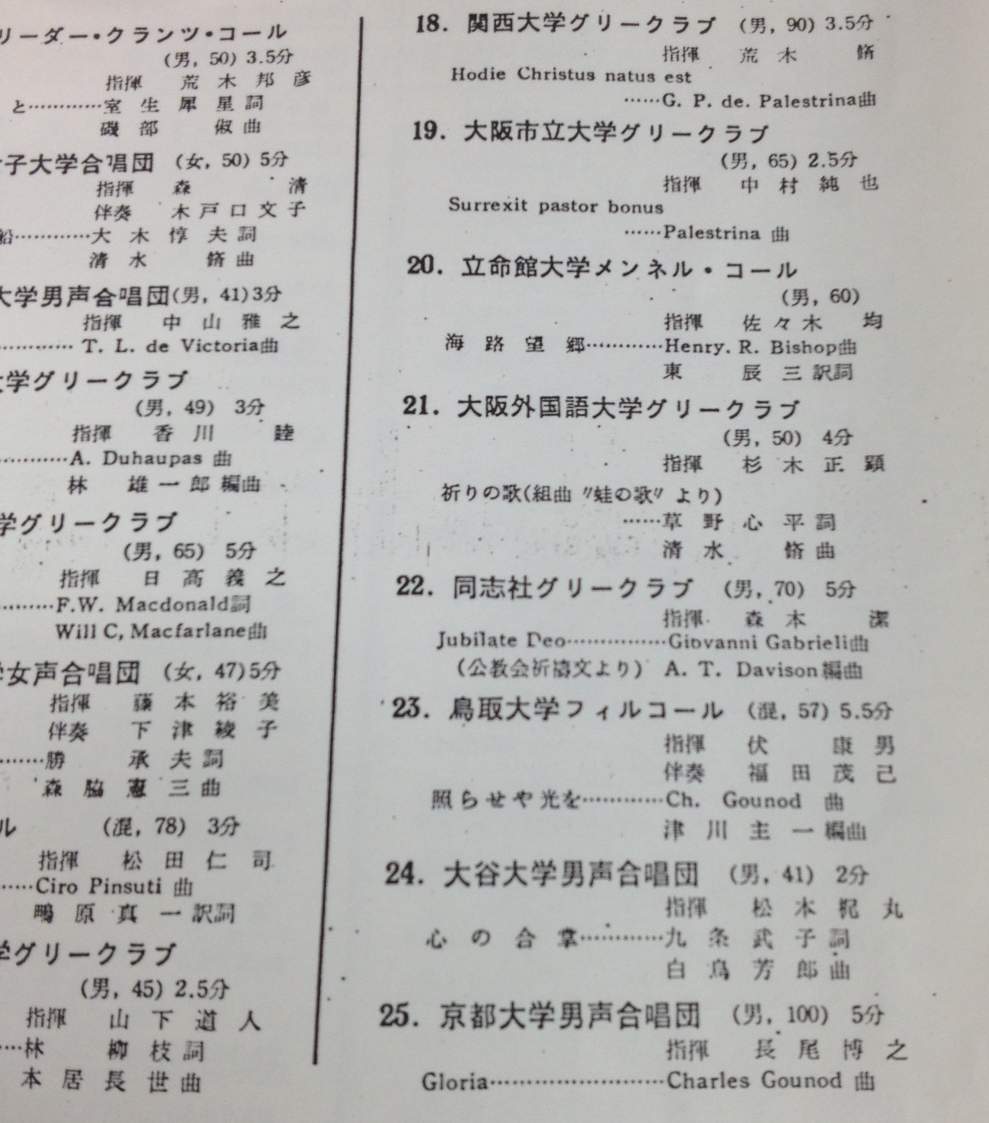 リーダー・クランツ・コール
(男, 50) 3.5分
指揮 荒木邦彦
と…………室生犀星詞
磯部 俶曲
子大学合唱団 (女, 50) 5分
指揮 森 清
伴奏 木戸口文子
船…………大木惇夫詞
清水 脩曲
大学男声合唱団(男, 41)3分
指揮 中山雅之
………… T. L. de Victoria曲
学グリークラブ
(男, 49) 3分
指揮 香川 睦
…………A. Duhaupas 曲
林 雄一郎編曲
学グリークラブ
(男, 65) 5分
指揮 日高義之
………F.W. Macdonald詞
Will C, Macfarlane曲
女声合唱団 (女, 47)5分
指揮 藤本裕美
伴奏 下津綾子
………勝 承夫詞
森脇憲三曲
ル (混, 78) 3分
指揮 松田仁司
……Ciro Pinsuti 曲
鴨原真一訳詞
学グリークラブ
(男, 45) 2.5分
指揮 山下道人
…林 柳枝詞
本居長世曲
18. 関西大学グリークラブ (男, 90) 3.5分
指揮 荒木 脩
Hodie Christus natus est
……G. P. de. Palestrina曲
19. 大阪市立大学グリークラブ
(男, 65) 2.5分
指揮 中村純也
Surrexit pastor bonus
……Palestrina 曲
20. 立命館大学メンネル・コール
(男, 60)
指揮 佐々木 均
海路望郷…………Henry. R. Bishop曲
東 辰三訳詞
21. 大阪外国語大学グリークラブ
(男, 50) 4分
指揮 杉木正顕
祈りの歌(組曲〃蛙の歌〃より)
……草野心平詞
清水 脩曲
22. 同志社グリークラブ (男, 70) 5分
指揮 森本 潔
Jubilate Deo……………Giovanni Gabrieli曲
(公教会祈禱文より) A. T. Davison編曲
23. 鳥取大学フィルコール (混, 57) 5.5分
指揮 伏 康男
伴奏 福田茂己
照らせや光を…………Ch. Gounod 曲
津川主一編曲
24. 大谷大学男声合唱団 (男, 41) 2分
指揮 松本 丸
心の合掌…………九条武子詞
白鳥芳郎曲
25. 京都大学男声合唱団 (男, 100) 5分
指揮 長尾博之
Gloria……………………Charles Gounod 曲